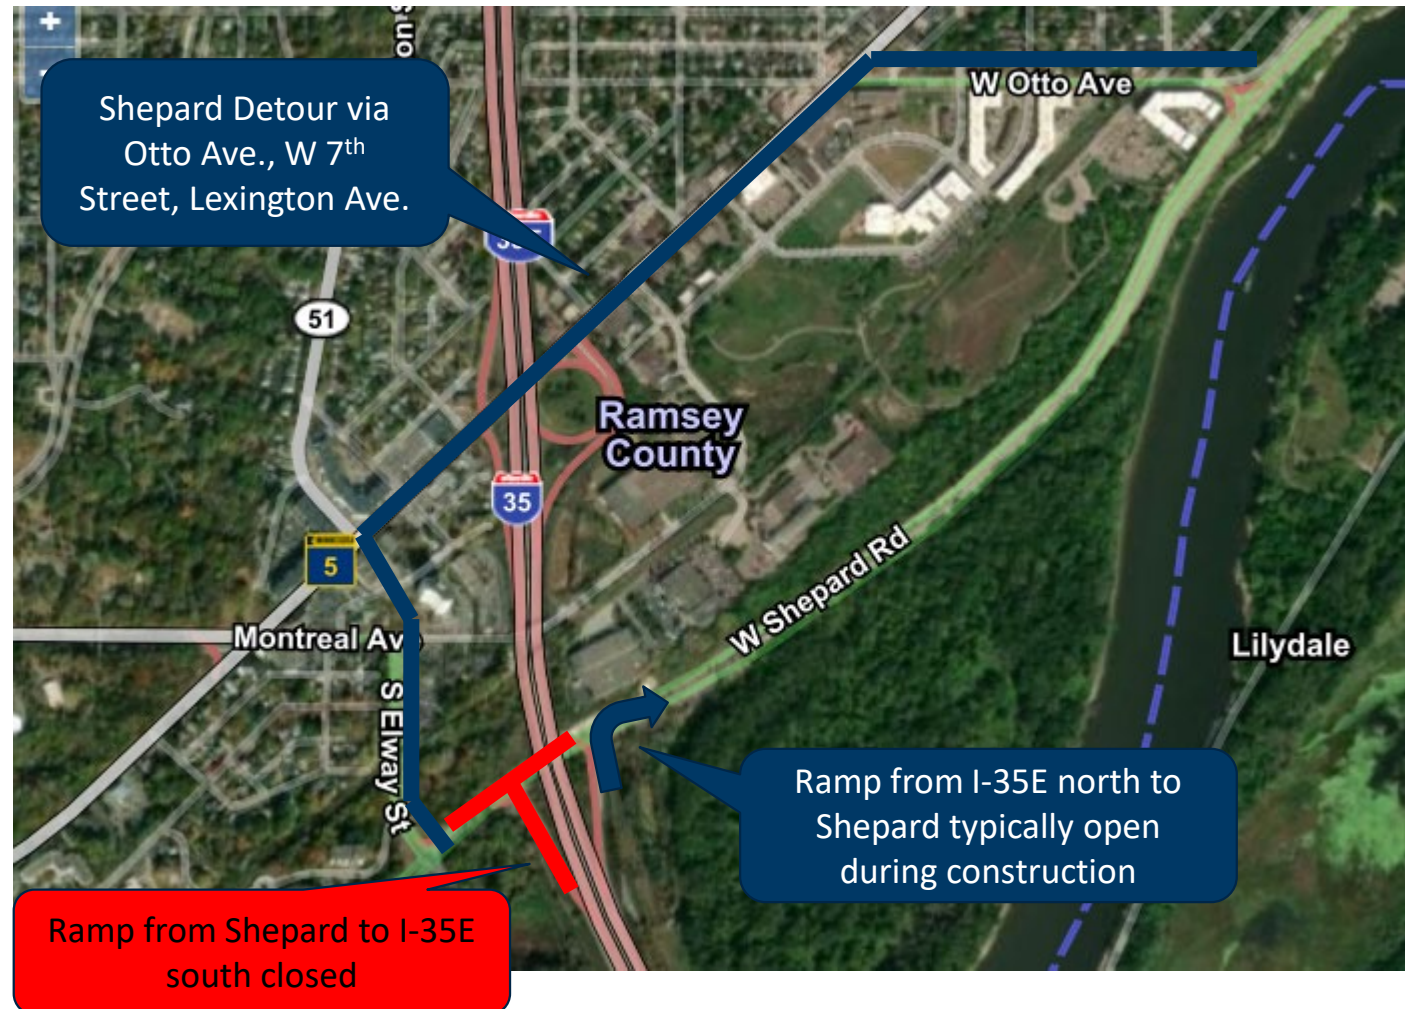 +
Shepard Detour via
Otto Ave., W 7th
Street, Lexington Ave.
W Otto Ave
51
Ramsey
County
35
5
Montreal Av
W Shepard Rd
Lilydale
S Elway St
Ramp from I-35E north to
Shepard typically open
during construction
Ramp from Shepard to I-35E
south closed